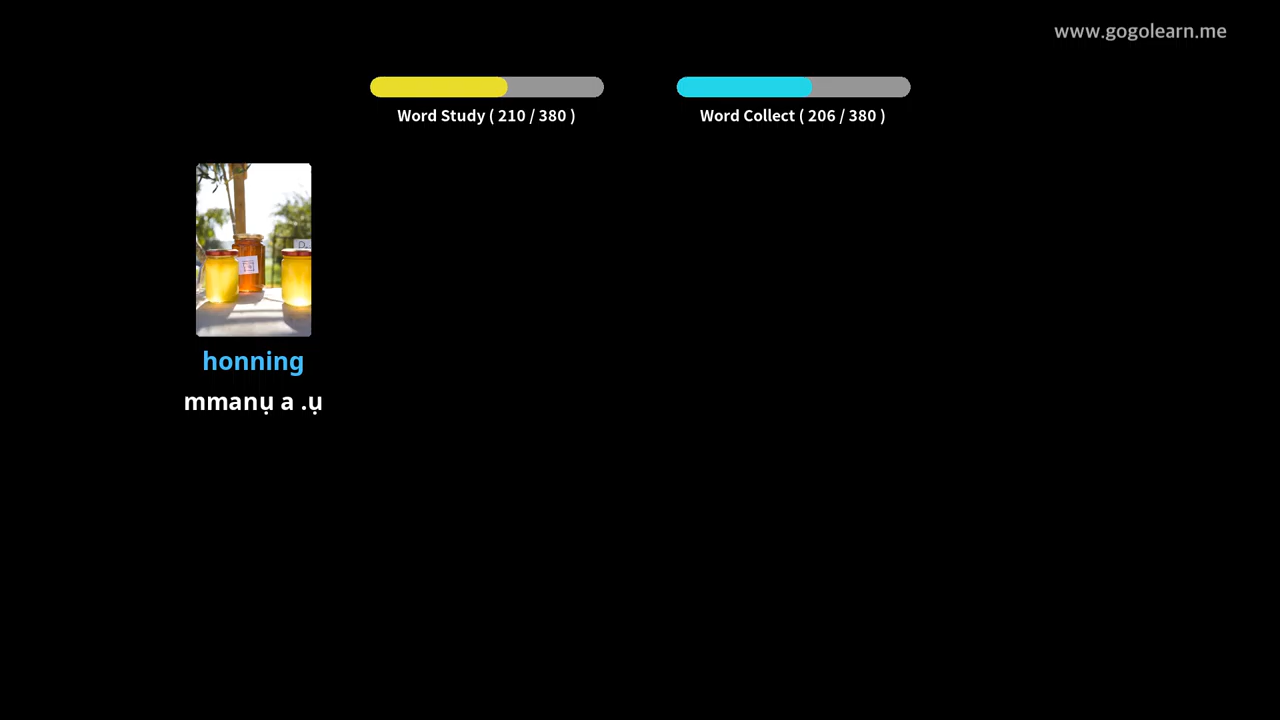 www.gogolearn.me
Word Study ( 210 / 380 )
Word Collect ( 206 / 380 )
honning
mmanụ a .ụ